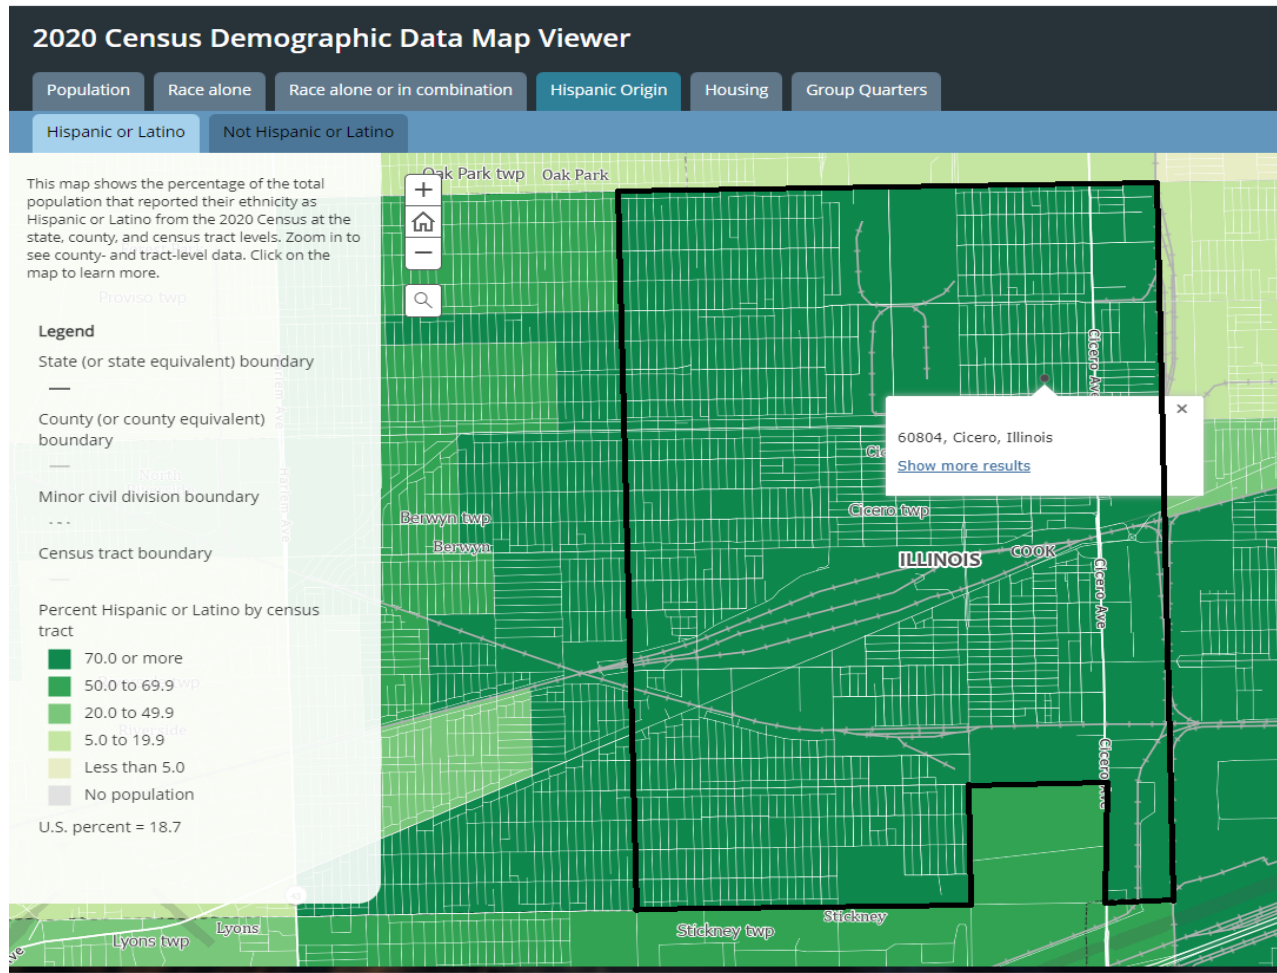 2020 Census Demographic Data Map Viewer
Population Race alone Race alone or in combination Hispanic Origin Housing Group Quarters
Hispanic or Latino Not Hispanic or Latino
This map shows the percentage of the total
population that reported their ethnicity as
Hispanic or Latino from the 2020 Census at the
state, county, and census tract levels. Zoom in to
see county- and tract-level data. Click on the
map to learn more.
Proviso twp
Legend
State (or state equivalent) boundary
County (or county equivalent)
boundary
North
Minor civil division boundary
Census tract boundary
Percent Hispanic or Latino by census
tract
70.0 or more
50.0 to 69.9
20.0 to 49.9
Riverside
5.0 to 19.9
Less than 5.0
No population
U.S. percent = 18.7
Harlem Ave
Oak Park twp Oak Park
+
−
Cicero Ave
60804, Cicero, Illinois
Show more results
Cicero twp
Berwyn twp
Berwyn
ILLINOIS COOK
Cicero Ave
Cicero Ave
Stickney
Stickney twp
Lyons
Lyons twp